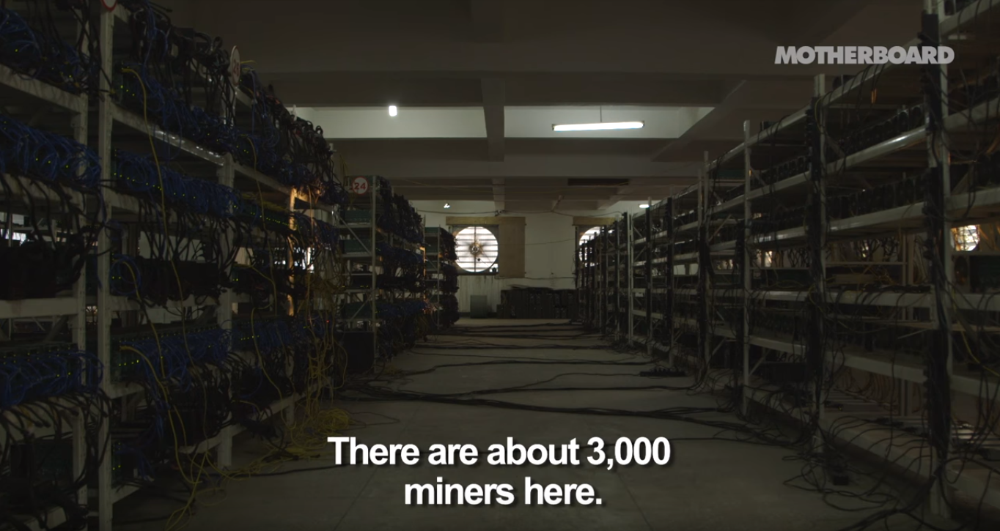 MOTHERBOARD
24
There are about 3,000
miners here.